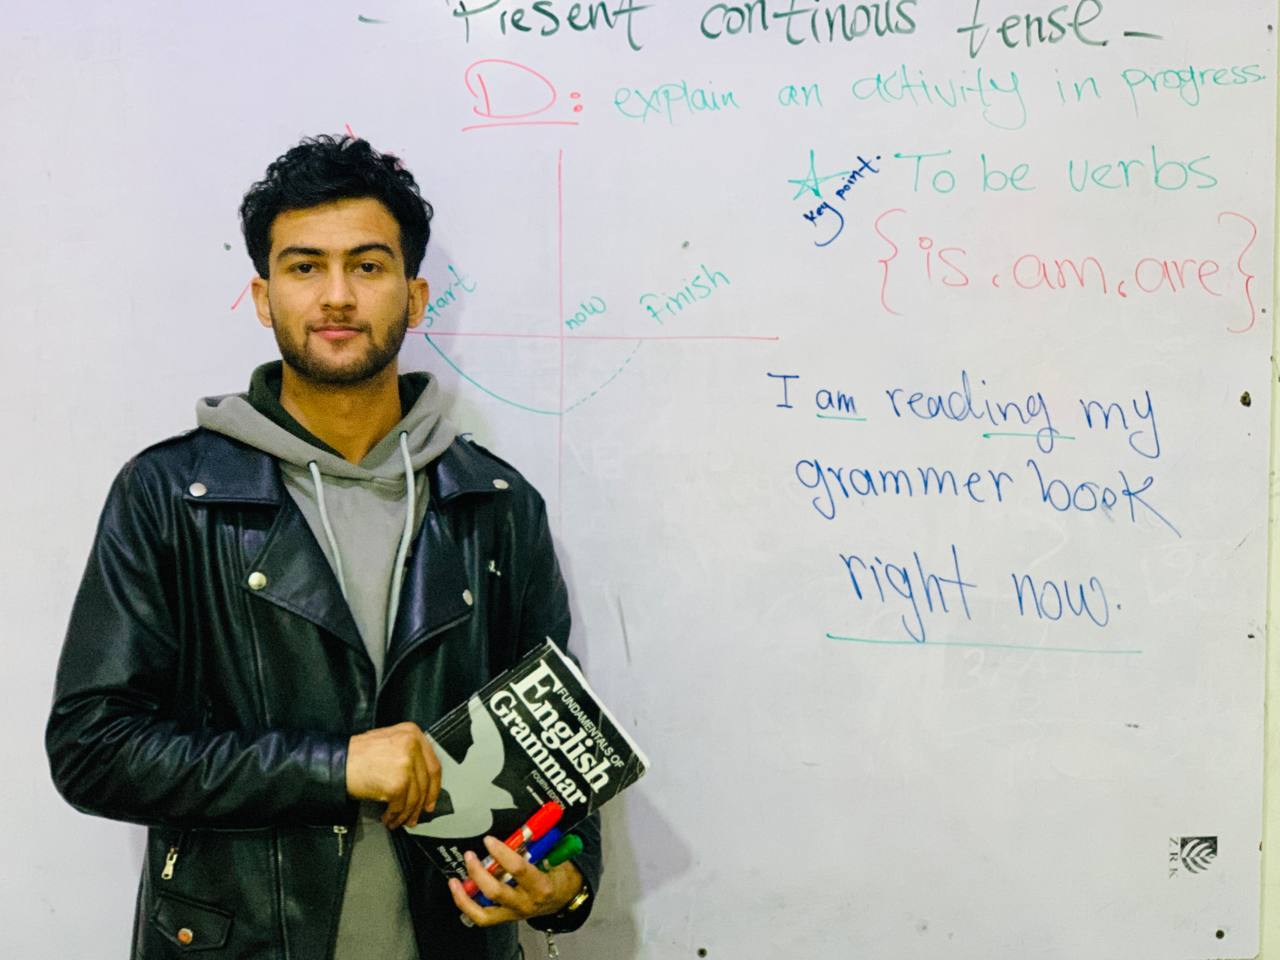 - Present continous tense -
D: explain an activity in progress.
Key point.
To be verbs
{is, am, are}
start
now
Finish
I am reading my
grammer book
right now.
FUNDAMENTALS OF
English
Grammar
FOURTH EDITION
ZRK